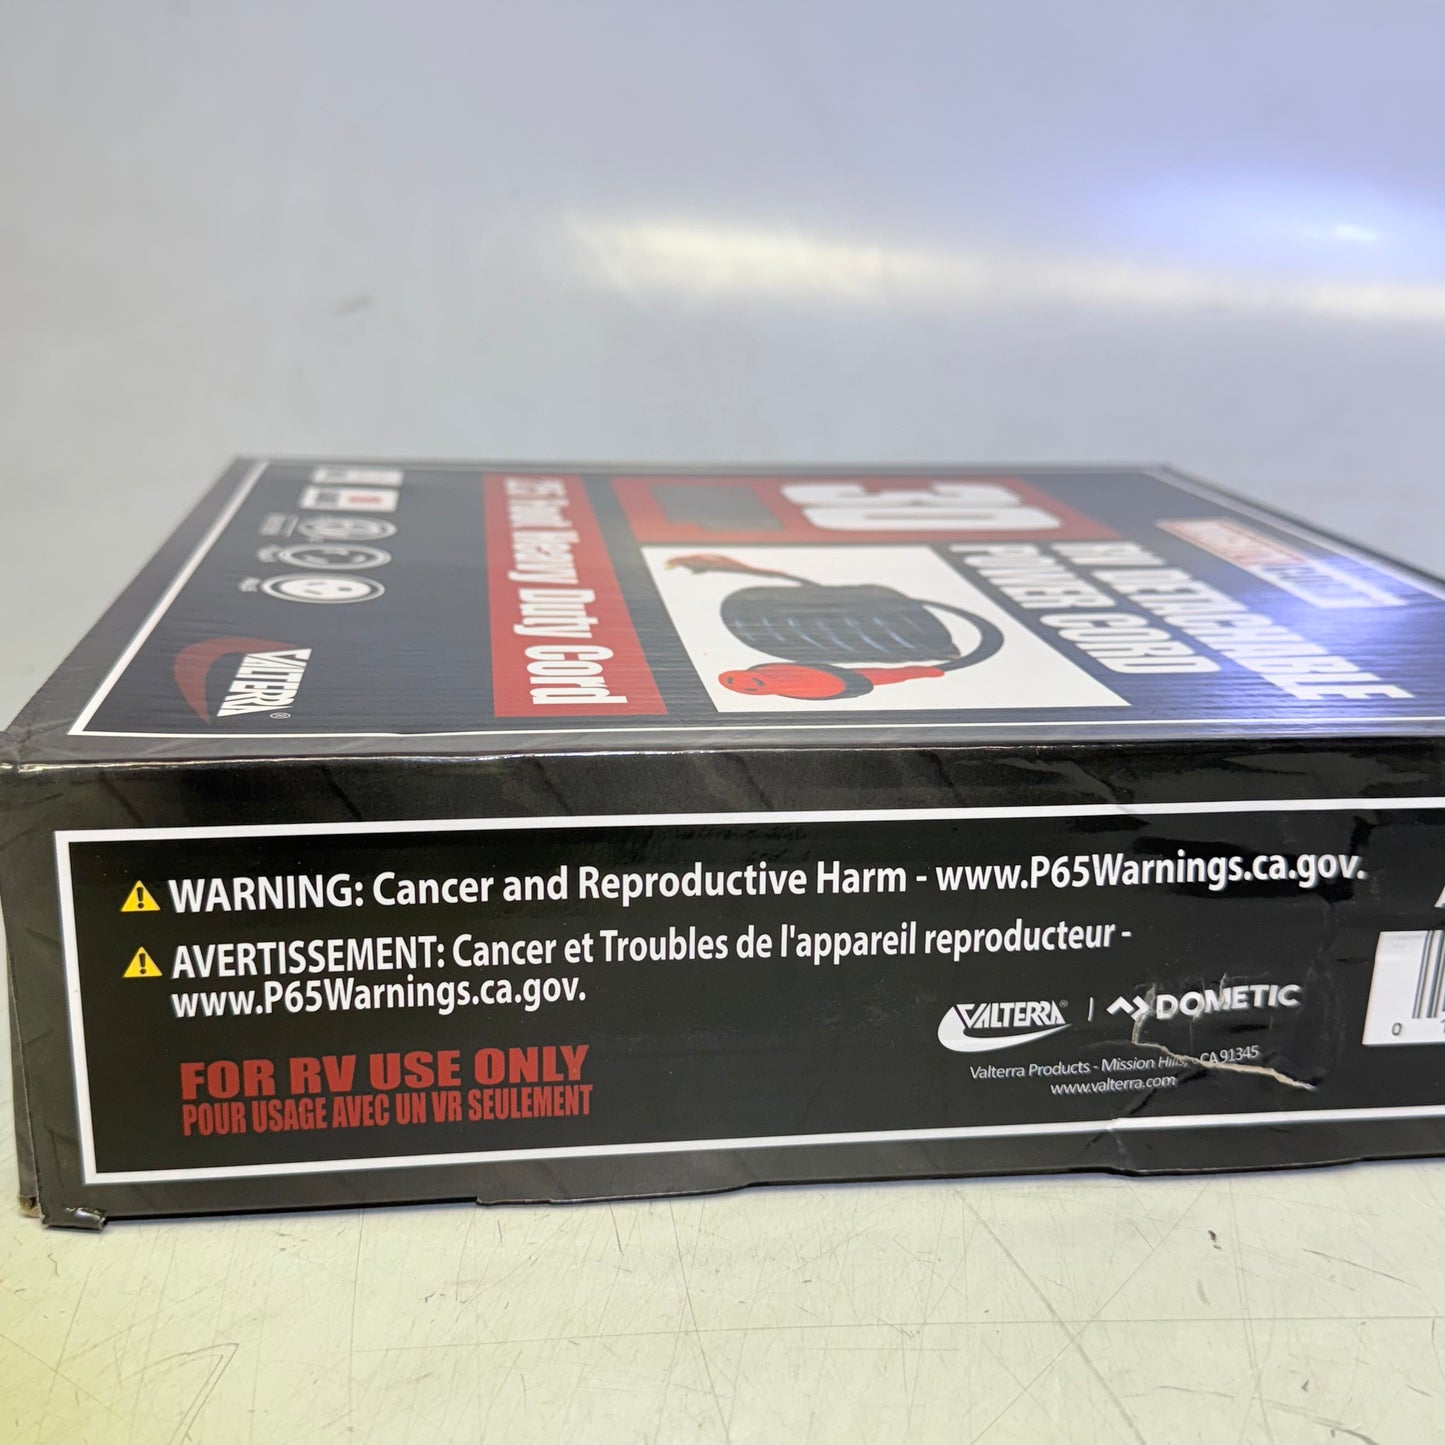 30
DETACHABLE
POWER CORD
25 Foot Heavy Duty Cord
VALTERRA®
WARNING: Cancer and Reproductive Harm - www.P65Warnings.ca.gov.
AVERTISSEMENT: Cancer et Troubles de l'appareil reproducteur -
www.P65Warnings.ca.gov.
FOR RV USE ONLY
POUR USAGE AVEC UN VR SEULEMENT
VALTERRA® | DOMETIC
Valterra Products - Mission Hills, CA 91345
www.valterra.com
0